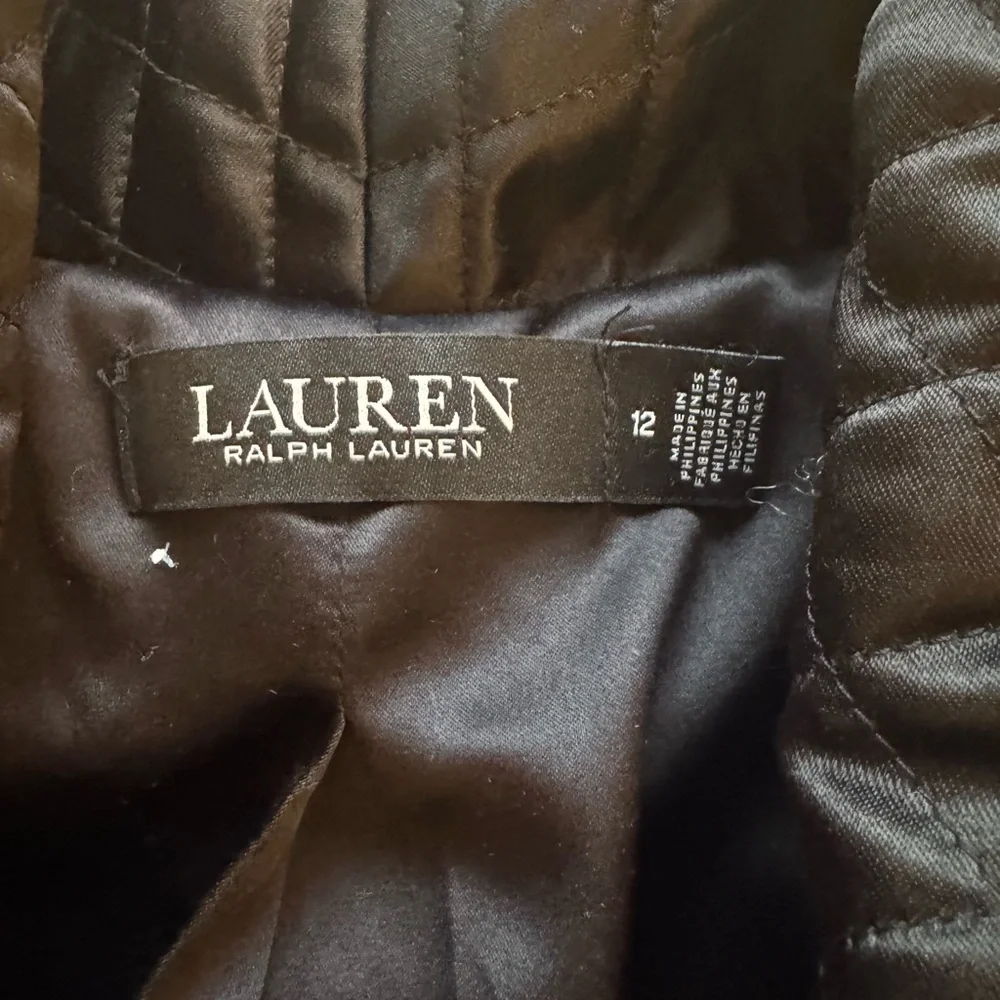 LAUREN
RALPH LAUREN
12
MADE IN
PHILIPPINES
FABRIQUÉ AUX
PHILIPPINES
HECHO EN
FILIPINAS